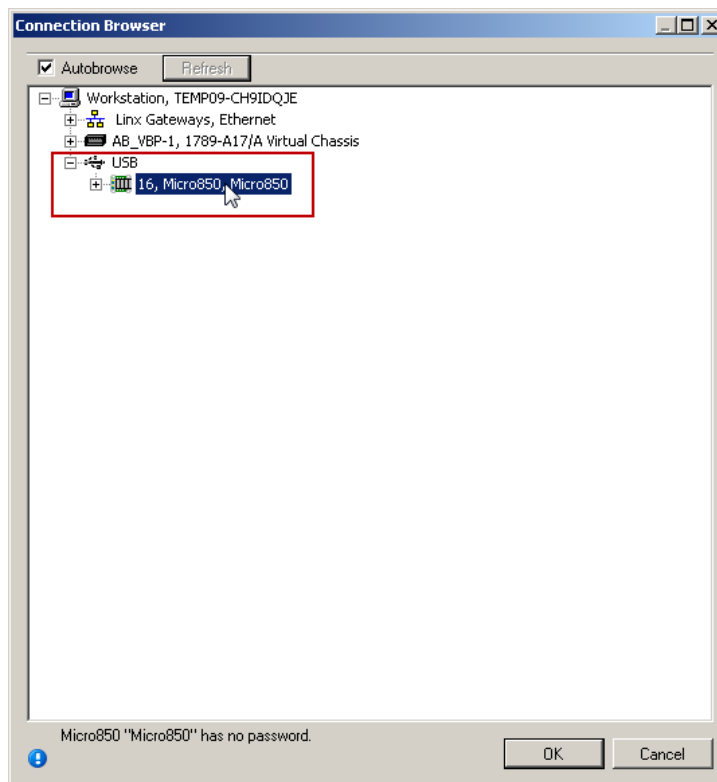 Connection Browser
Autobrowse Refresh
Workstation, TEMP09-CH9IDQJE
Linx Gateways, Ethernet
AB_VBP-1, 1789-A17/A Virtual Chassis
USB
16, Micro850, Micro850
Micro850 "Micro850" has no password.
OK Cancel